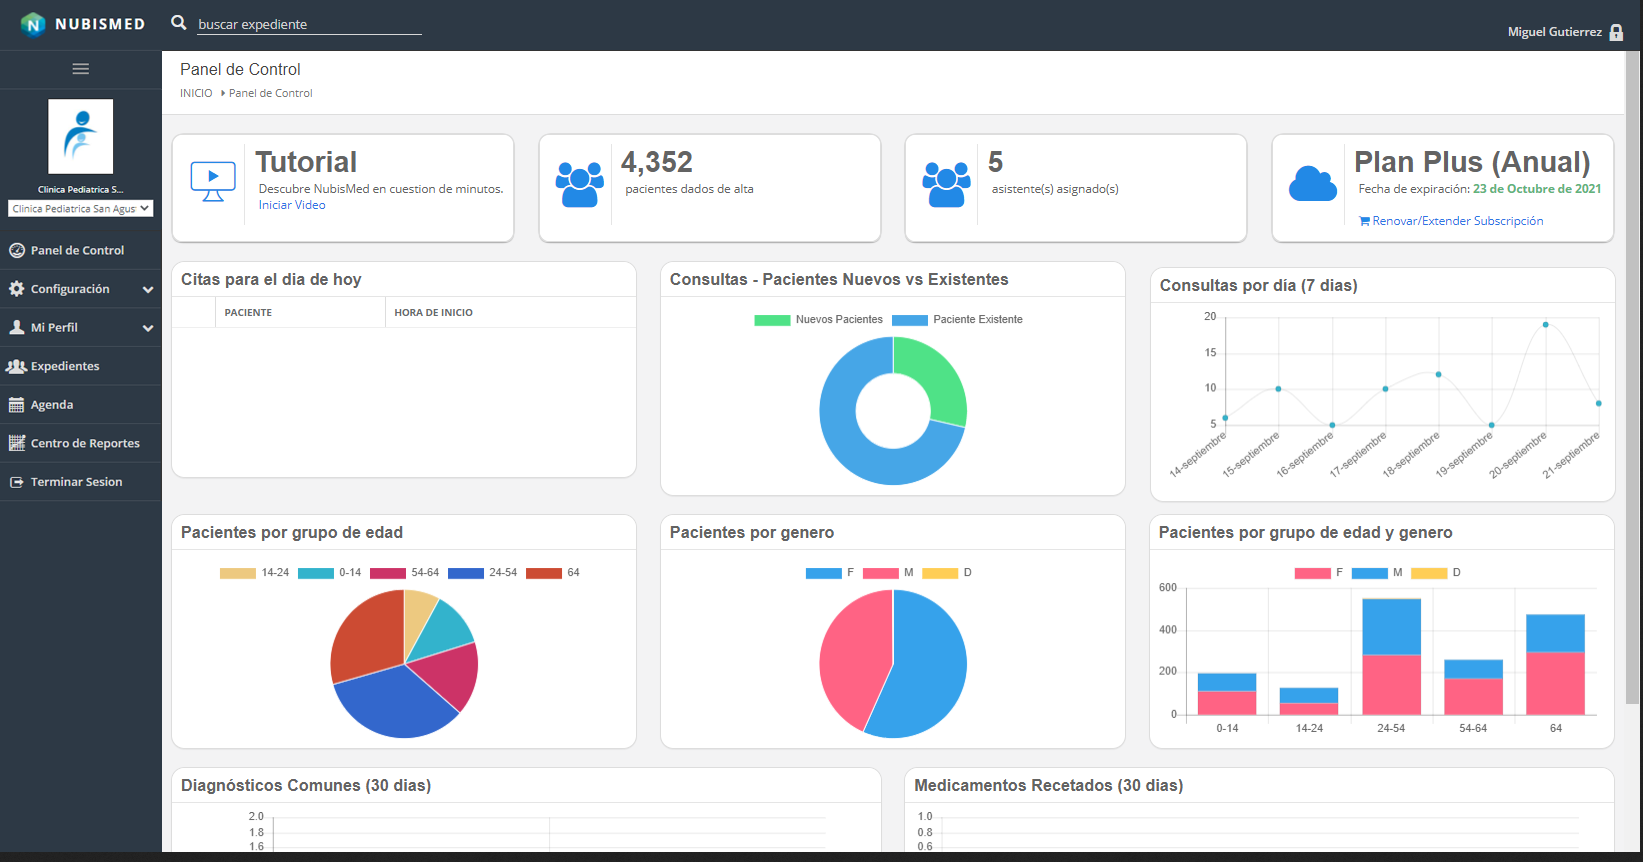 NUBISMED
buscar expediente
Miguel Gutierrez
Clinica Pediatrica S...
Clinica Pediatrica San Agus
Panel de Control
Configuración
Mi Perfil
Expedientes
Agenda
Centro de Reportes
Terminar Sesion
Panel de Control
INICIO Panel de Control
Tutorial
Descubre NubisMed en cuestion de minutos.
Iniciar Video
4,352
pacientes dados de alta
5
asistente(s) asignado(s)
Plan Plus (Anual)
Fecha de expiración: 23 de Octubre de 2021
Renovar/Extender Subscripción
Citas para el dia de hoy
PACIENTE HORA DE INICIO
Consultas - Pacientes Nuevos vs Existentes
Nuevos Pacientes Paciente Existente
Consultas por día (7 dias)
20
15
10
5
14-septiembre 15-septiembre 16-septiembre 17-septiembre 18-septiembre 19-septiembre 20-septiembre 21-septiembre
Pacientes por grupo de edad
14-24 0-14 54-64 24-54 64
Pacientes por genero
F M D
Pacientes por grupo de edad y genero
F M D
600
400
200
0
0-14 14-24 24-54 54-64 64
Diagnósticos Comunes (30 dias)
2.0
1.8
1.6
Medicamentos Recetados (30 dias)
1.0
0.8
0.6